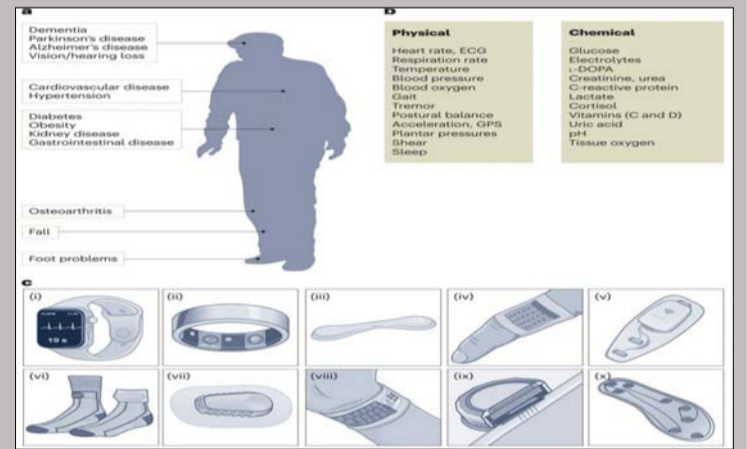 a
Dementia
Parkinson's disease
Alzheimer's disease
Vision/hearing loss
Cardiovascular disease
Hypertension
Diabetes
Obesity
Kidney disease
Gastrointestinal disease
Osteoarthritis
Fall
Foot problems
b
Physical
Heart rate, ECG
Respiration rate
Temperature
Blood pressure
Blood oxygen
Gait
Tremor
Postural balance
Acceleration, GPS
Plantar pressures
Shear
Sleep
Chemical
Glucose
Electrolytes
L-DOPA
Creatinine, urea
C-reactive protein
Lactate
Cortisol
Vitamins (C and D)
Uric acid
pH
Tissue oxygen
c
(i)
(ii)
(iii)
(iv)
(v)
19 s
(vi)
(vii)
(viii)
(ix)
(x)